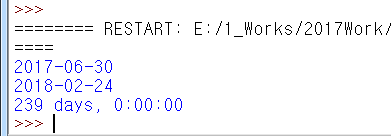 >>>
======== RESTART: E:/1_Works/2017Work/
====
2017-06-30
2018-02-24
239 days, 0:00:00
>>>